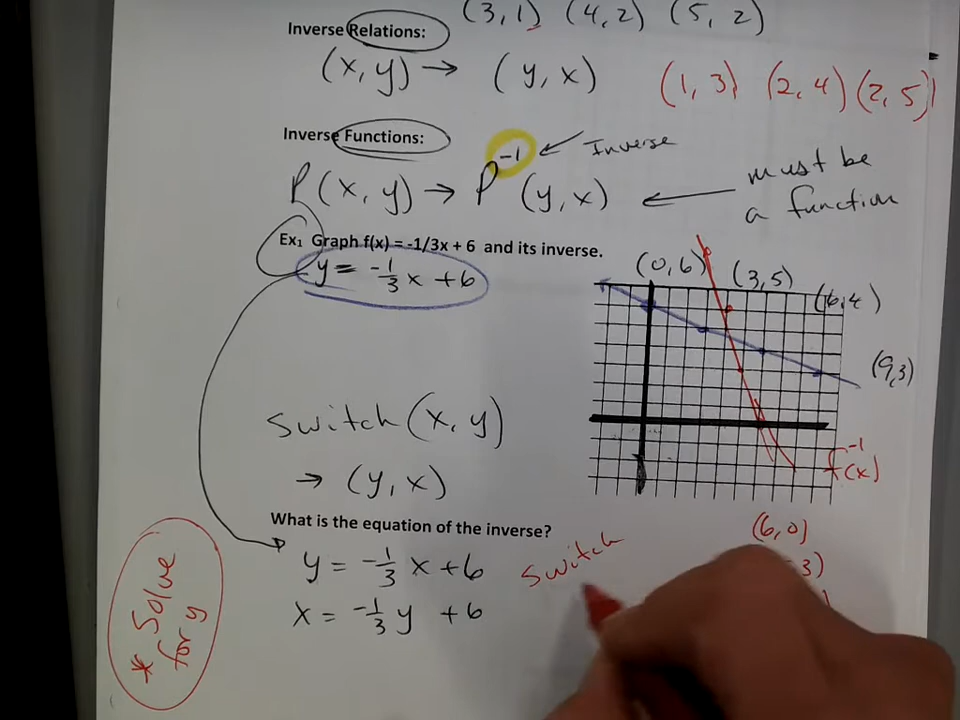 (3, 1) (4, 2) (5, 2)
Inverse Relations:
(x, y) → (y, x) (1, 3) (2, 4) (2, 5)
Inverse Functions:
-1 ← Inverse
P(x, y) → P⁻¹(y, x) ← must be
a function
Ex₁ Graph f(x) = -1/3x + 6 and its inverse.
y = -1/3 x + 6
(0, 6) (3, 5) (6, 4)
(9, 3)
switch (x, y)
→ (y, x)
f⁻¹(x)
What is the equation of the inverse?
(6, 0)
y = -1/3 x + 6 switch
3)
x = -1/3 y + 6
* Solve
for y